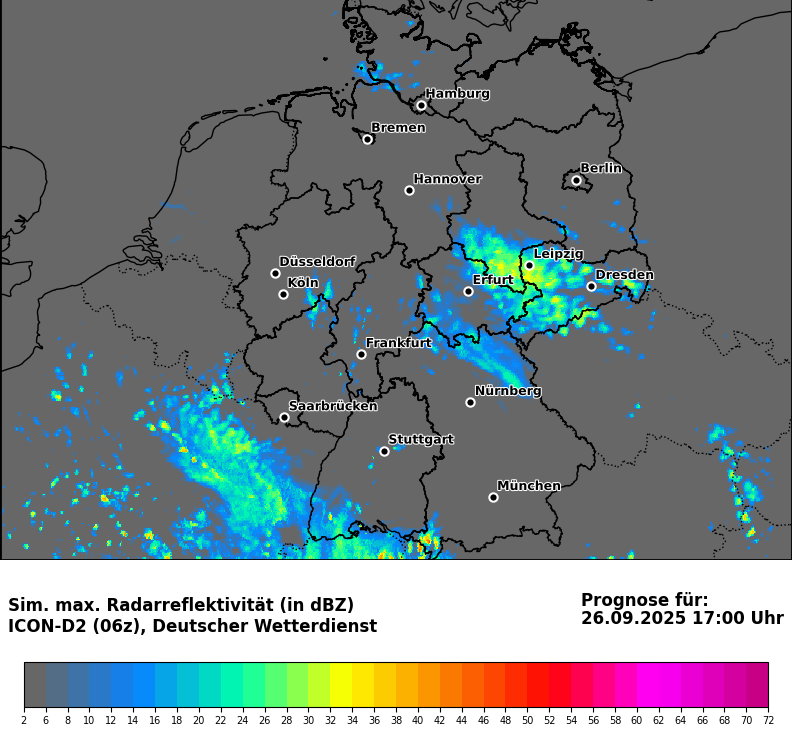 Hamburg
Bremen
Berlin
Hannover
Leipzig
Düsseldorf
Dresden
Köln
Erfurt
Frankfurt
Nürnberg
Saarbrücken
Stuttgart
München
Sim. max. Radarreflektivität (in dBZ)
ICON-D2 (06z), Deutscher Wetterdienst
Prognose für:
26.09.2025 17:00 Uhr
2 6 8 10 12 14 16 18 20 22 24 26 28 30 32 34 36 38 40 42 44 46 48 50 52 54 56 58 60 62 64 66 68 70 72